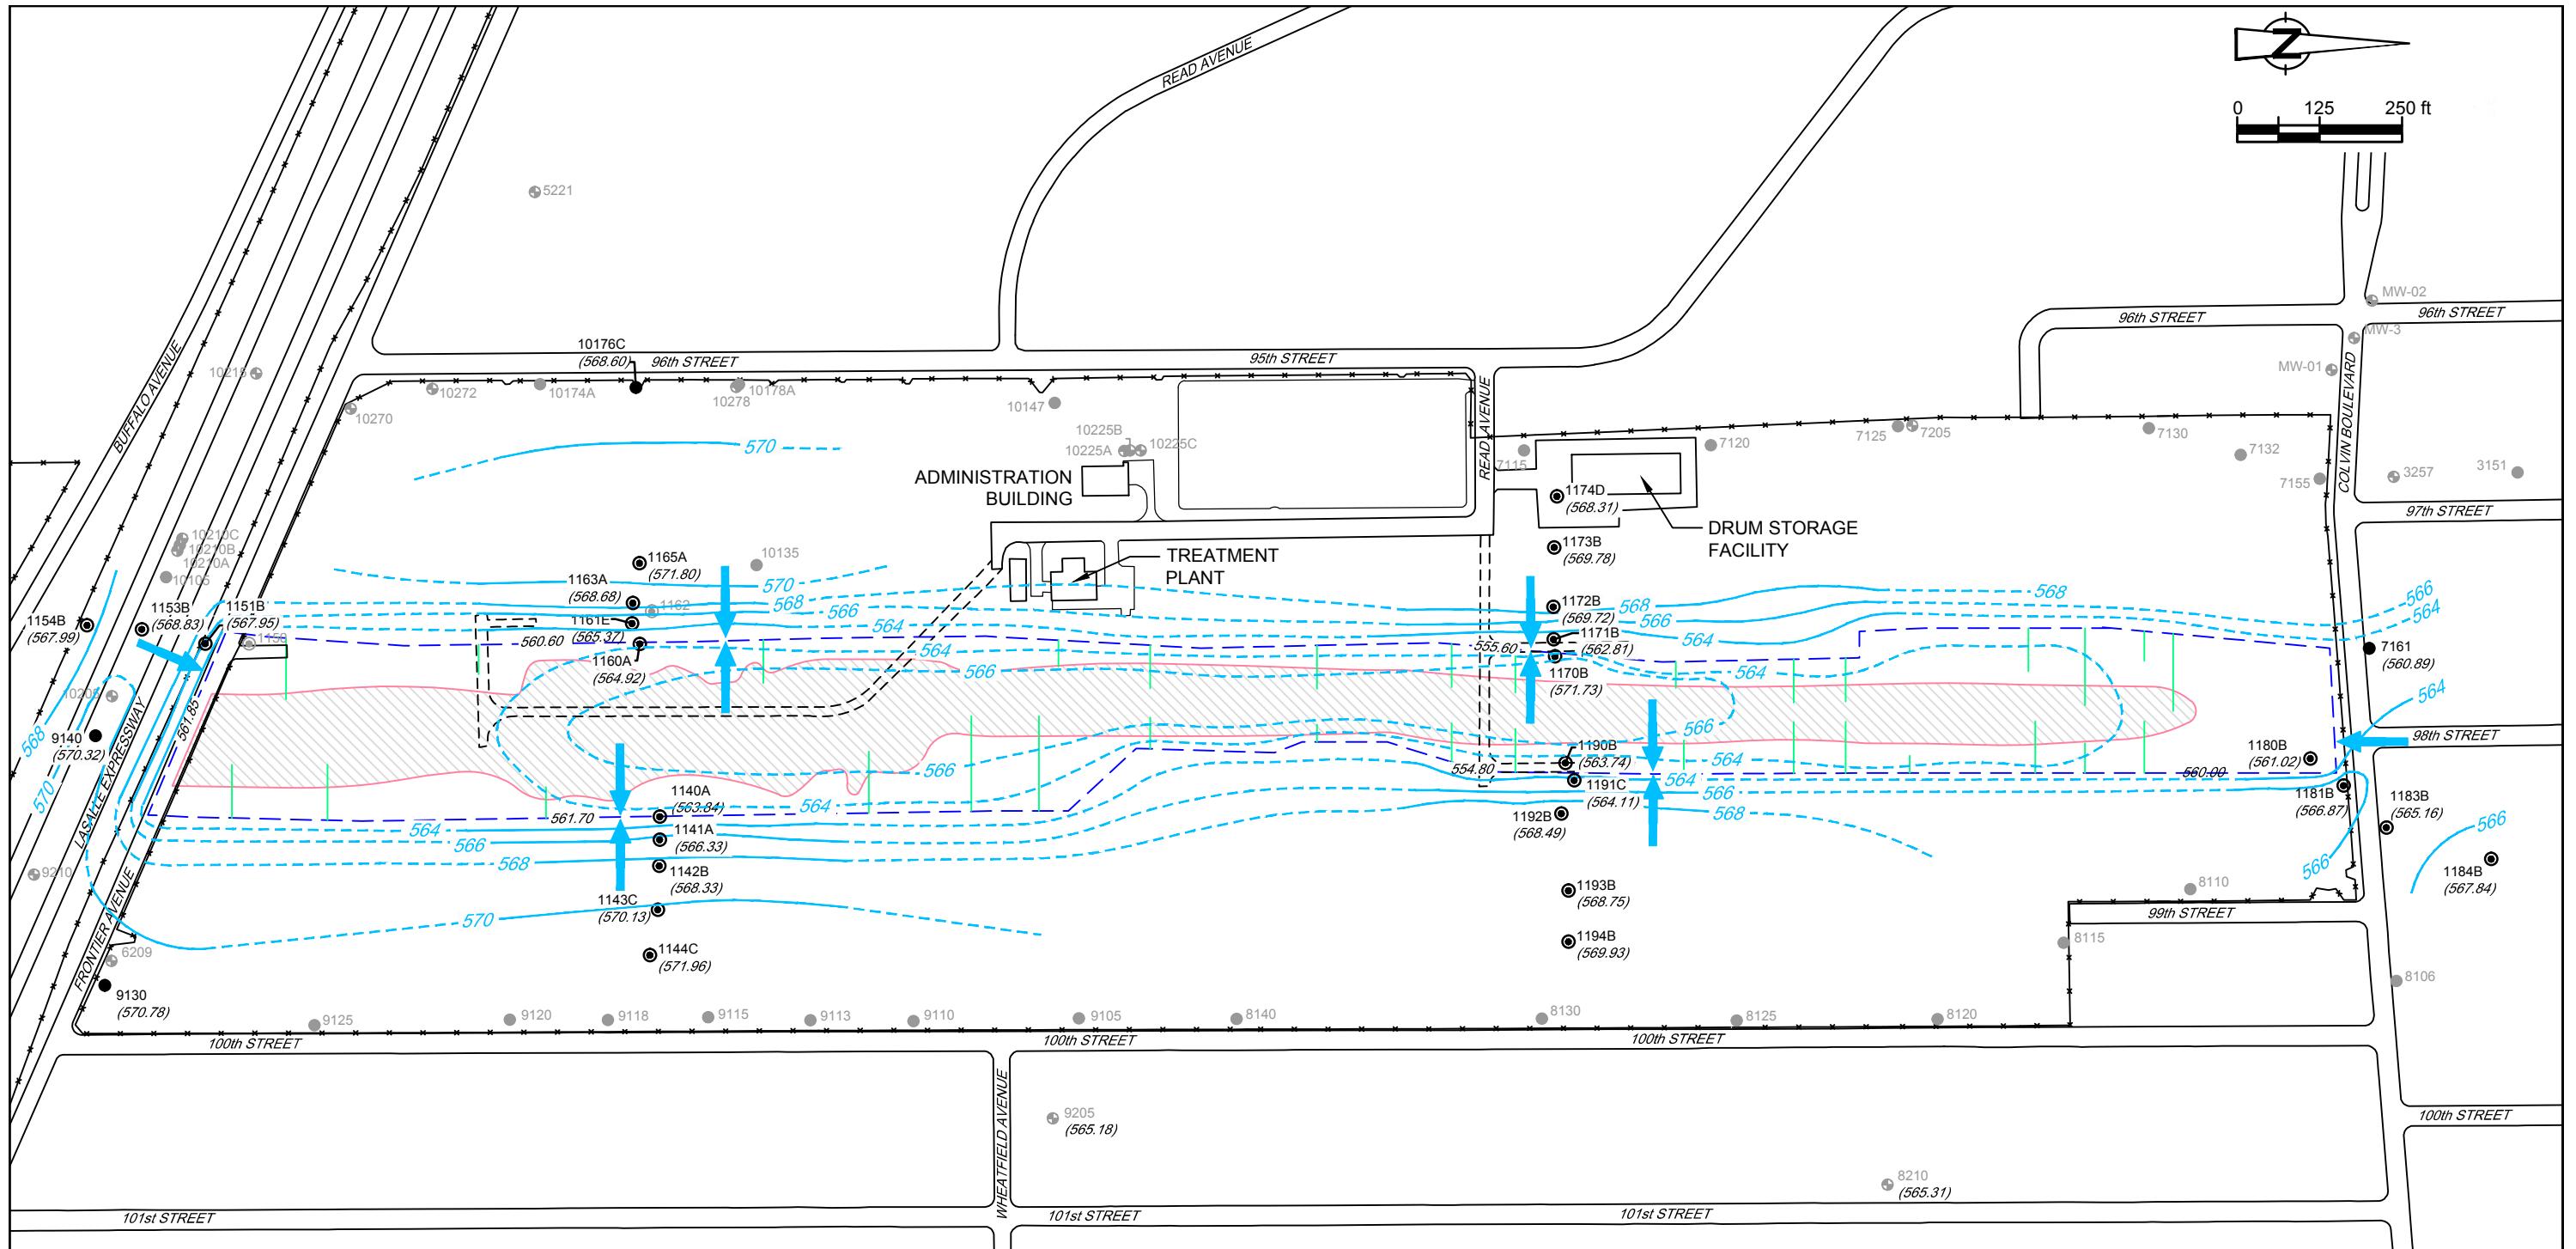 READ AVENUE
N
0 125 250 ft
5221
MW-02
96th STREET
96th STREET
MW-3
10176C
(568.60)
96th STREET
95th STREET
MW-01
BUFFALO AVENUE
COLVIN BOULEVARD
READ AVENUE
10218
10272
10174A
10278
10178A
10147
10270
10225B
10225A
10225C
7115
7120
7125
7205
7130
7132
7155
3257
3151
570
ADMINISTRATION
BUILDING
1174D
(568.31)
97th STREET
DRUM STORAGE
FACILITY
10210C
10210B
10210A
10105
1165A
(571.80)
10135
TREATMENT
PLANT
1173B
(569.78)
1163A
(568.68)
570
568
566
564
1162
1161E
(565.37)
560.60
1160A
(564.92)
1154B
(567.99)
1153B
(568.83)
1151B
(567.95)
1150
1172B
(569.72)
568
566
564
568
566
564
1171B
(562.81)
555.60
1170B
(571.73)
564
566
564
566
7161
(560.89)
564
10205
568
570
9140
(570.32)
561.85
LASALLE EXPRESSWAY
98th STREET
1190B
(563.74)
554.80
564
564
566
568
1191C
(564.11)
1192B
(568.49)
1180B
(561.02)
560.00
1181B
(566.87)
1183B
(565.16)
566
566
1184B
(567.84)
566
564
1140A
(563.84)
561.70
1141A
(566.33)
1142B
(568.33)
1143C
(570.13)
1144C
(571.96)
564
566
568
570
9210
FRONTIER AVENUE
6209
9130
(570.78)
1193B
(568.75)
1194B
(569.93)
8110
99th STREET
8115
8106
9125
9120
9118
9115
9113
9110
9105
8140
8130
8125
8120
100th STREET
100th STREET
100th STREET
100th STREET
WHEATFIELD AVENUE
9205
(565.18)
8210
(565.31)
101st STREET
101st STREET
101st STREET